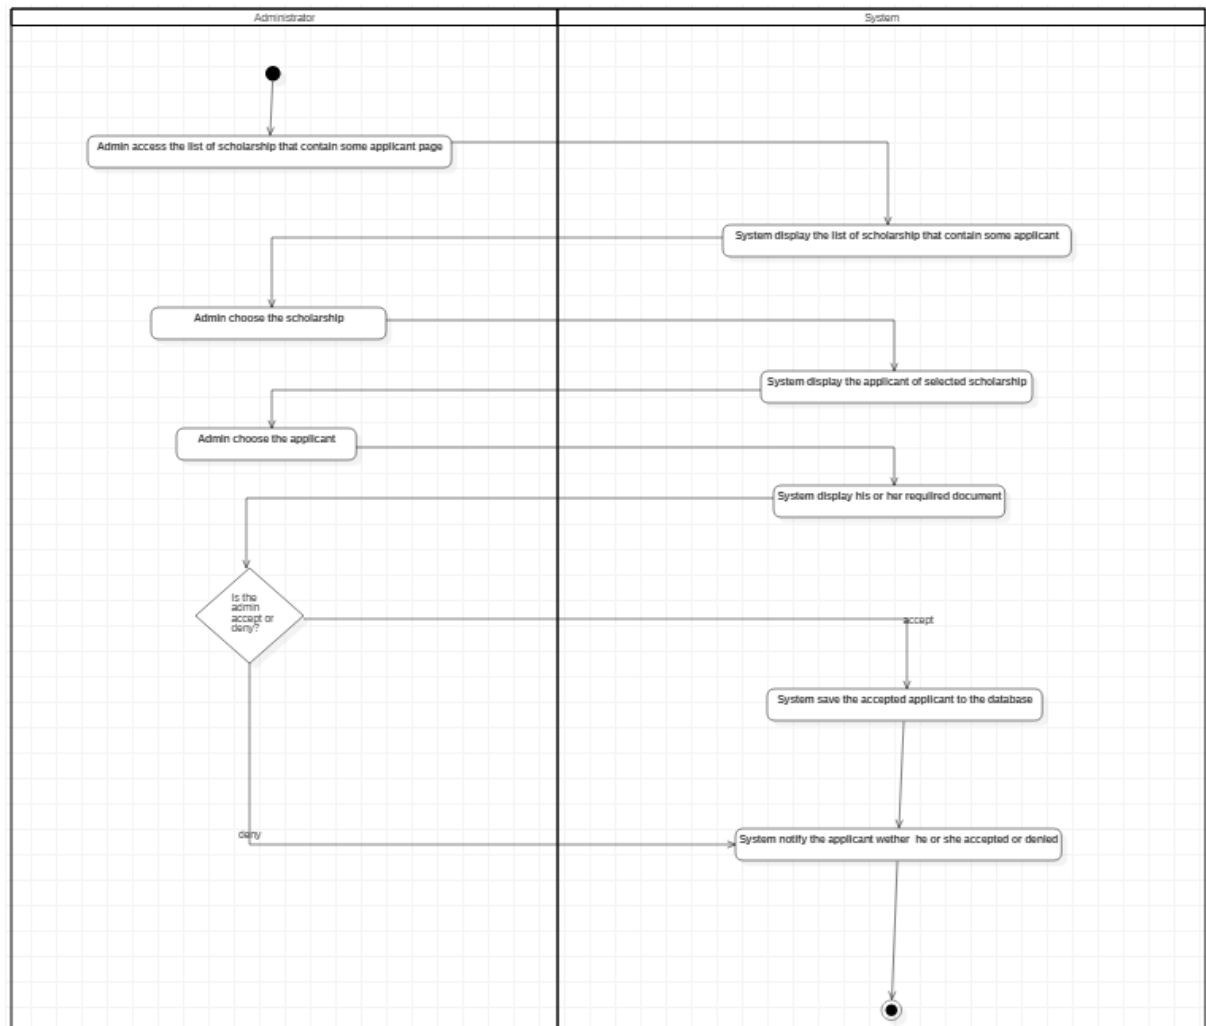 Administrator
System
Admin access the list of scholarship that contain some applicant page
System display the list of scholarship that contain some applicant
Admin choose the scholarship
System display the applicant of selected scholarship
Admin choose the applicant
System display his or her required document
Is the
admin
accept or
deny?
accept
System save the accepted applicant to the database
deny
System notify the applicant wether he or she accepted or denied